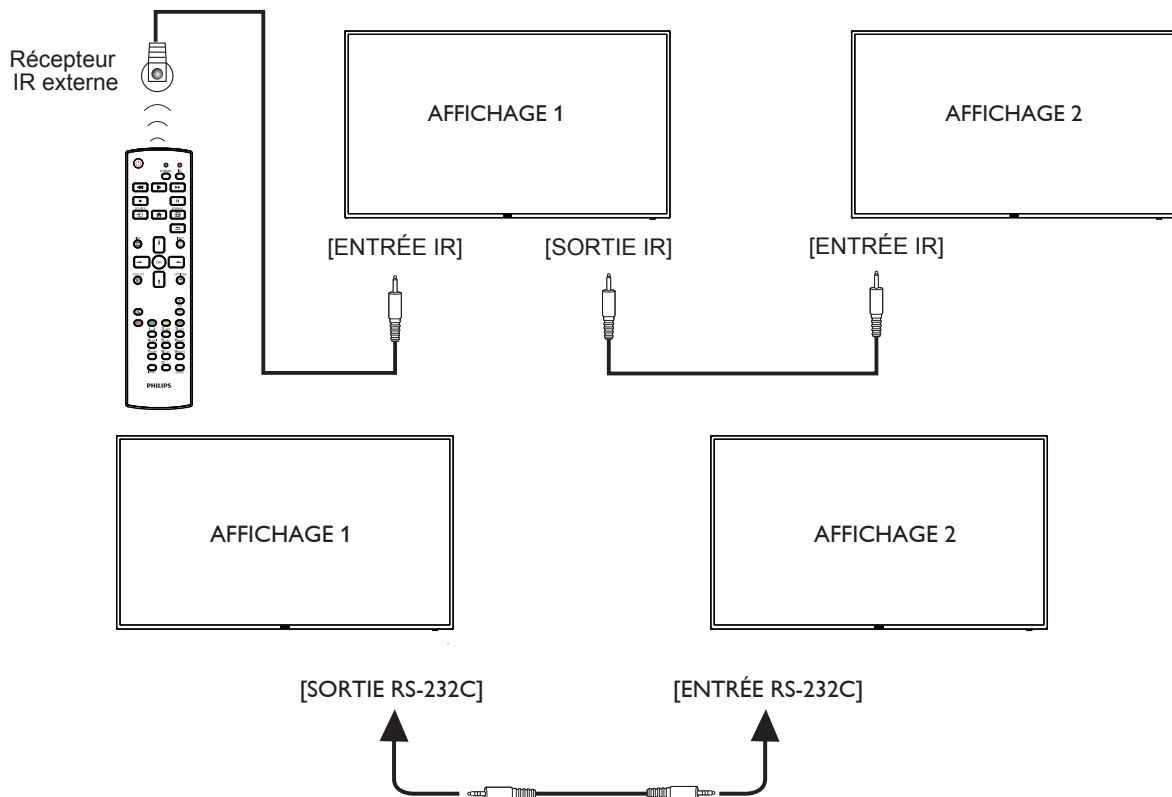 Récepteur
IR externe
AFFICHAGE 1
AFFICHAGE 2
[ENTRÉE IR]
[SORTIE IR]
[ENTRÉE IR]
PHILIPS
AFFICHAGE 1
AFFICHAGE 2
[SORTIE RS-232C]
[ENTRÉE RS-232C]